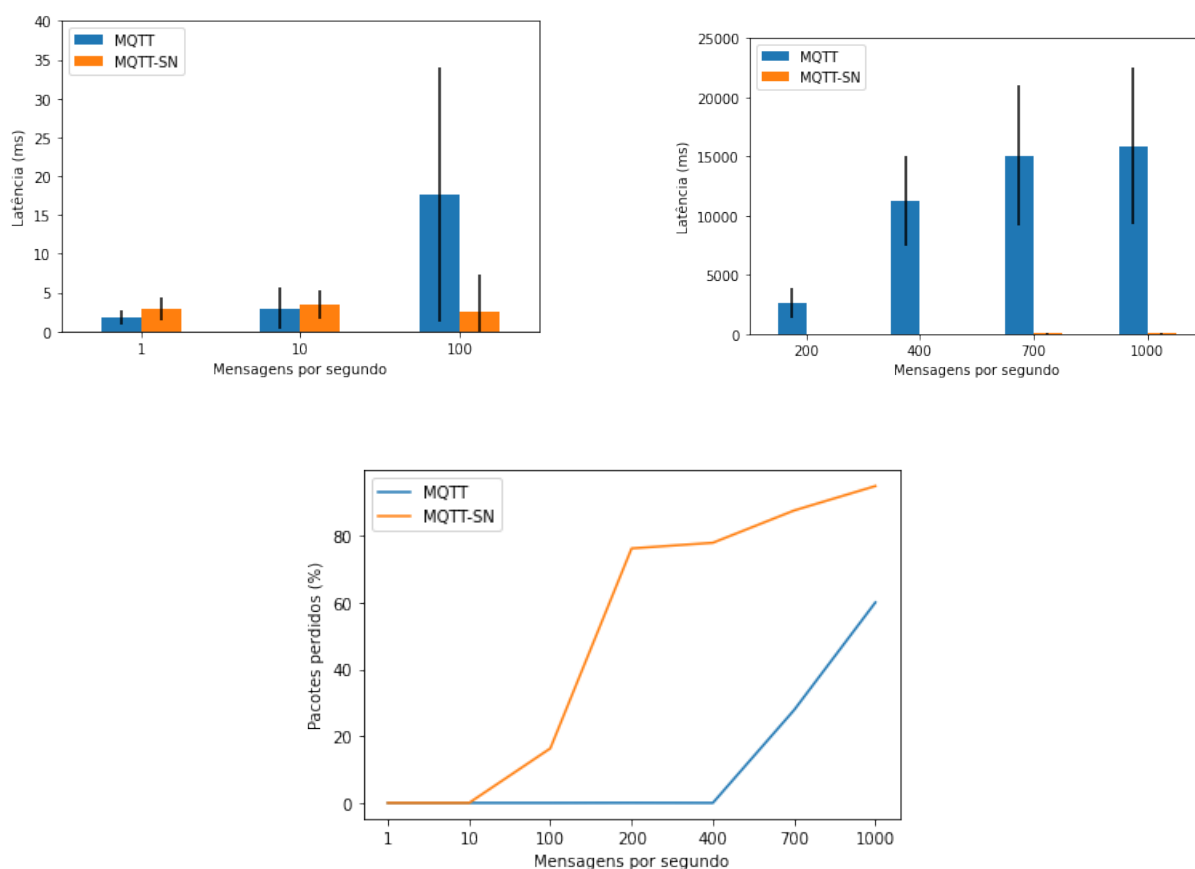 40
35
30
25
20
15
10
5
0
Latência (ms)
MQTT
MQTT-SN
1 10 100
Mensagens por segundo
25000
20000
15000
10000
5000
0
Latência (ms)
MQTT
MQTT-SN
200 400 700 1000
Mensagens por segundo
80
60
40
20
0
Pacotes perdidos (%)
MQTT
MQTT-SN
1 10 100 200 400 700 1000
Mensagens por segundo